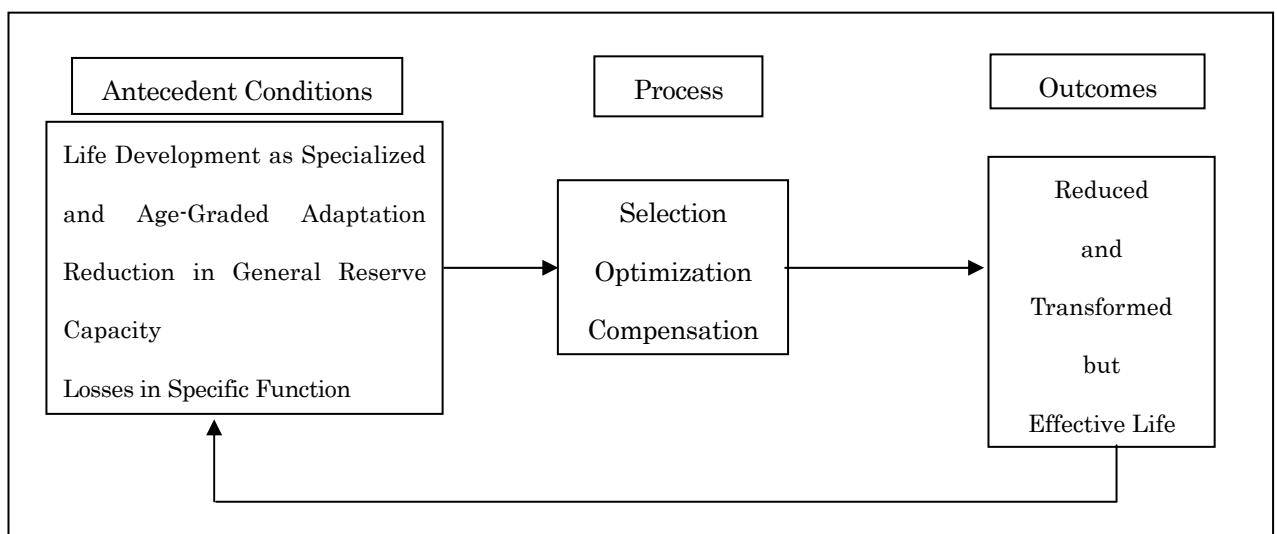 Antecedent Conditions
Life Development as Specialized
and Age-Graded Adaptation
Reduction in General Reserve
Capacity
Losses in Specific Function
Process
Selection
Optimization
Compensation
Outcomes
Reduced
and
Transformed
but
Effective Life